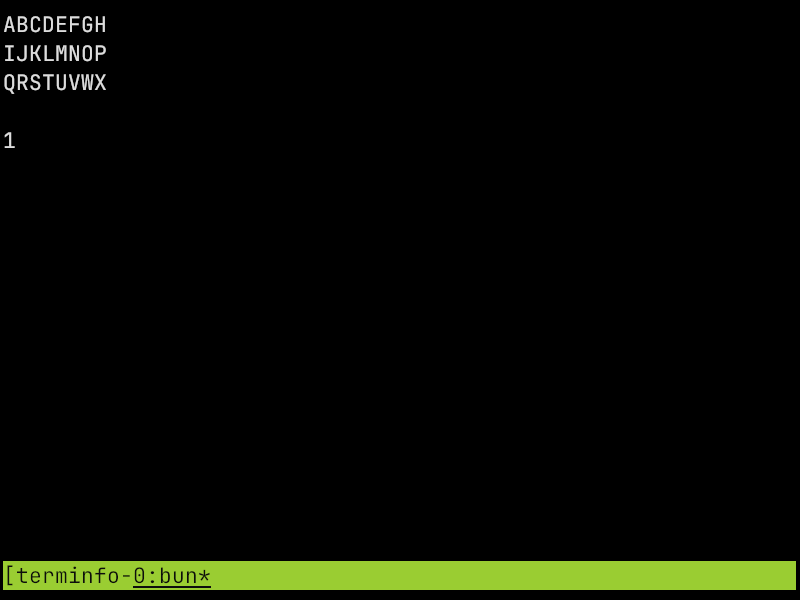 ABCDEFGH
IJKLMNOP
QRSTUVWX
1
[terminfo-0:bun*